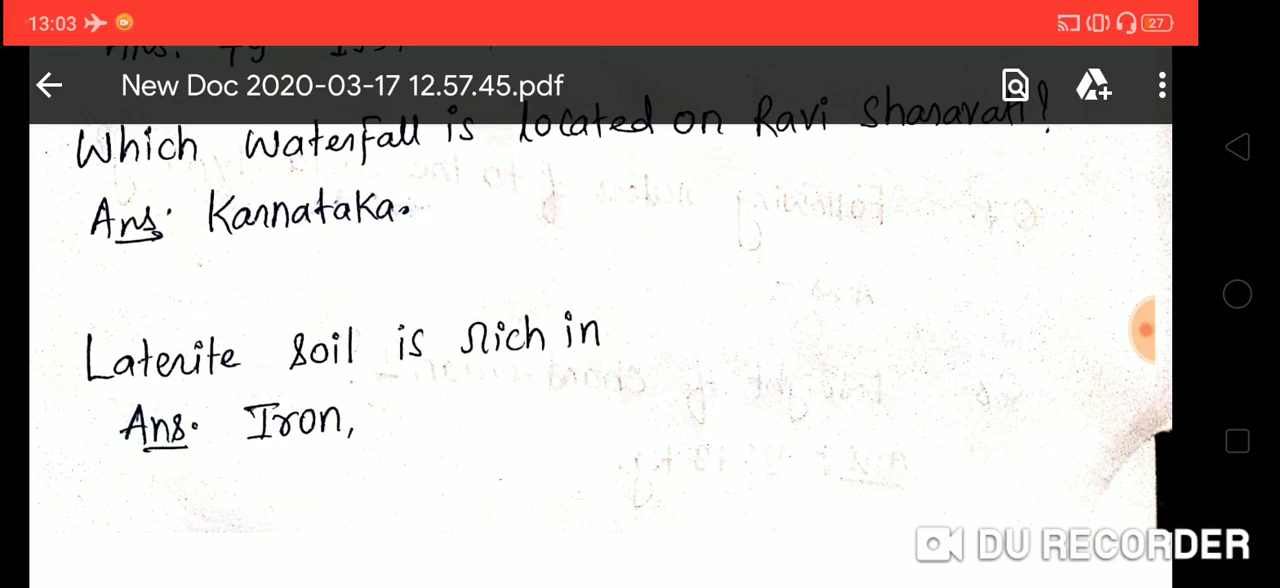 13:03
27
New Doc 2020-03-17 12.57.45.pdf
Which Waterfall is located on Ravi Sharavati?
Ans. Karnataka.
Laterite soil is rich in
Ans. Iron,
DU RECORDER